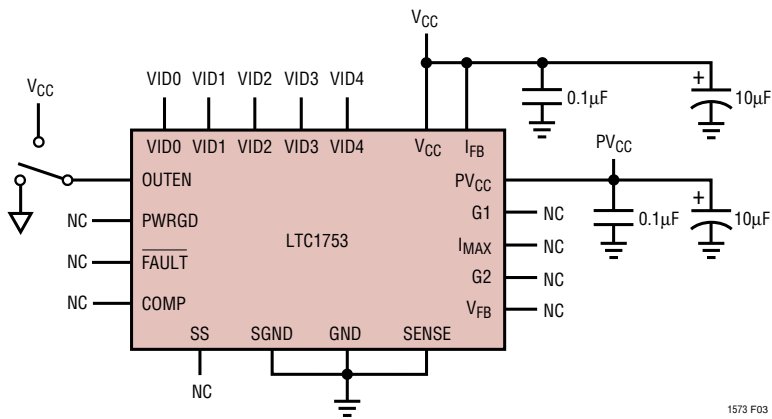 VCC
VCC
VID0 VID1 VID2 VID3 VID4
0.1µF
10µF
VID0 VID1 VID2 VID3 VID4 VCC IFB
PVCC
OUTEN
PVCC
NC PWRGD
G1 NC
0.1µF
10µF
LTC1753
NC FAULT
IMAX NC
G2 NC
NC COMP
VFB NC
SS SGND GND SENSE
NC
1573 F03